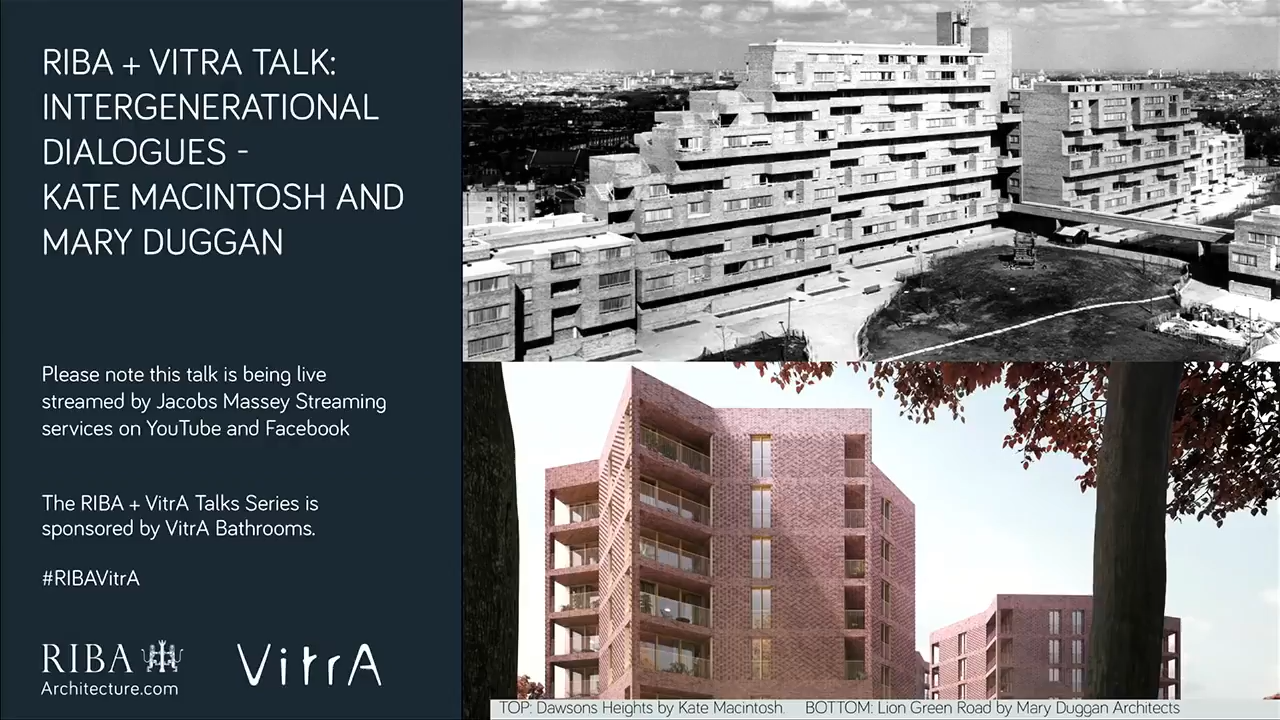 RIBA + VITRA TALK:
INTERGENERATIONAL
DIALOGUES -
KATE MACINTOSH AND
MARY DUGGAN
Please note this talk is being live
streamed by Jacobs Massey Streaming
services on YouTube and Facebook
The RIBA + VitrA Talks Series is
sponsored by VitrA Bathrooms.
#RIBAVitrA
RIBA
Architecture.com
VitrA
TOP: Dawsons Heights by Kate Macintosh. BOTTOM: Lion Green Road by Mary Duggan Architects